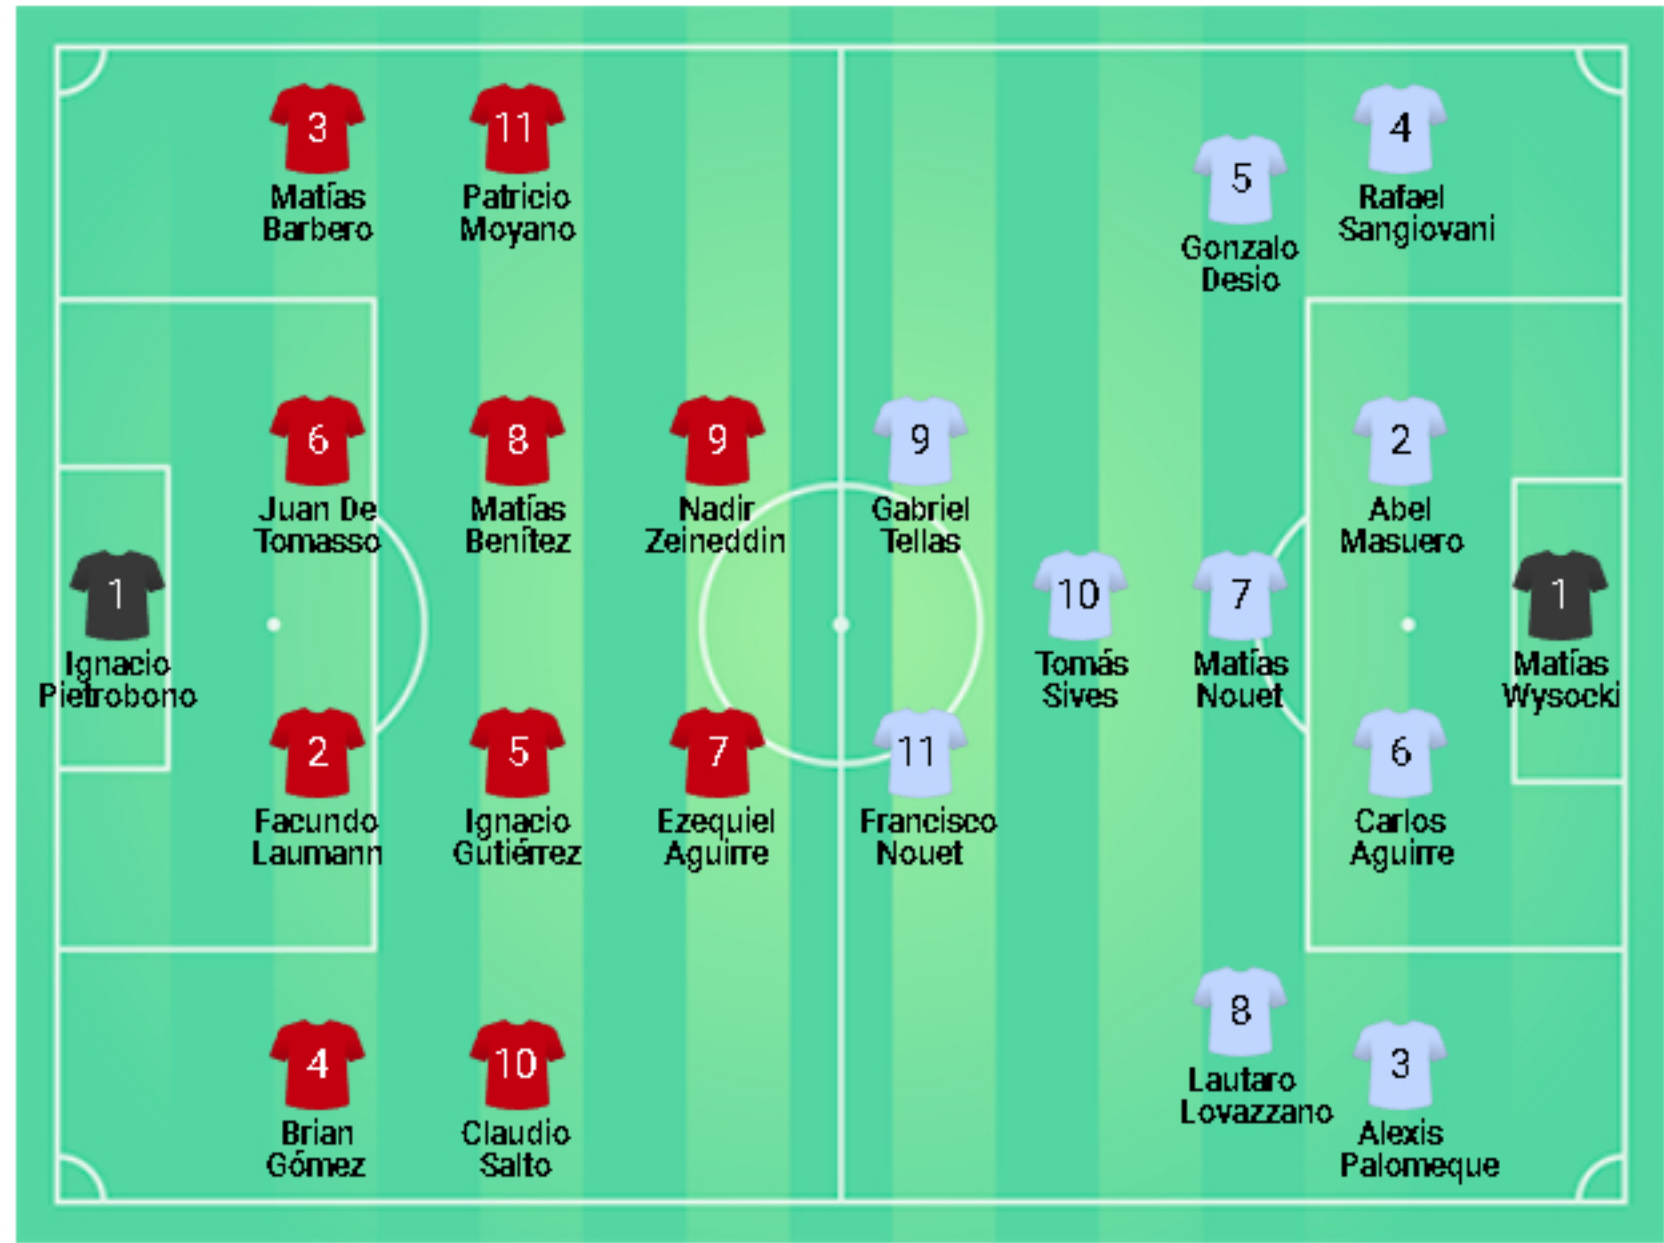 3
Matías
Barbero
11
Patricio
Moyano
5
Gonzalo
Desio
4
Rafael
Sangiovani
6
Juan De
Tomasso
8
Matías
Benítez
9
Nadir
Zeineddin
9
Gabriel
Tellas
2
Abel
Masuero
1
Ignacio
Pietrobono
10
Tomás
Sives
7
Matías
Nouet
1
Matías
Wysocki
2
Facundo
Laumann
5
Ignacio
Gutiérrez
7
Ezequiel
Aguirre
11
Francisco
Nouet
6
Carlos
Aguirre
4
Brian
Gómez
10
Claudio
Salto
8
Lautaro
Lovazzano
3
Alexis
Palomeque